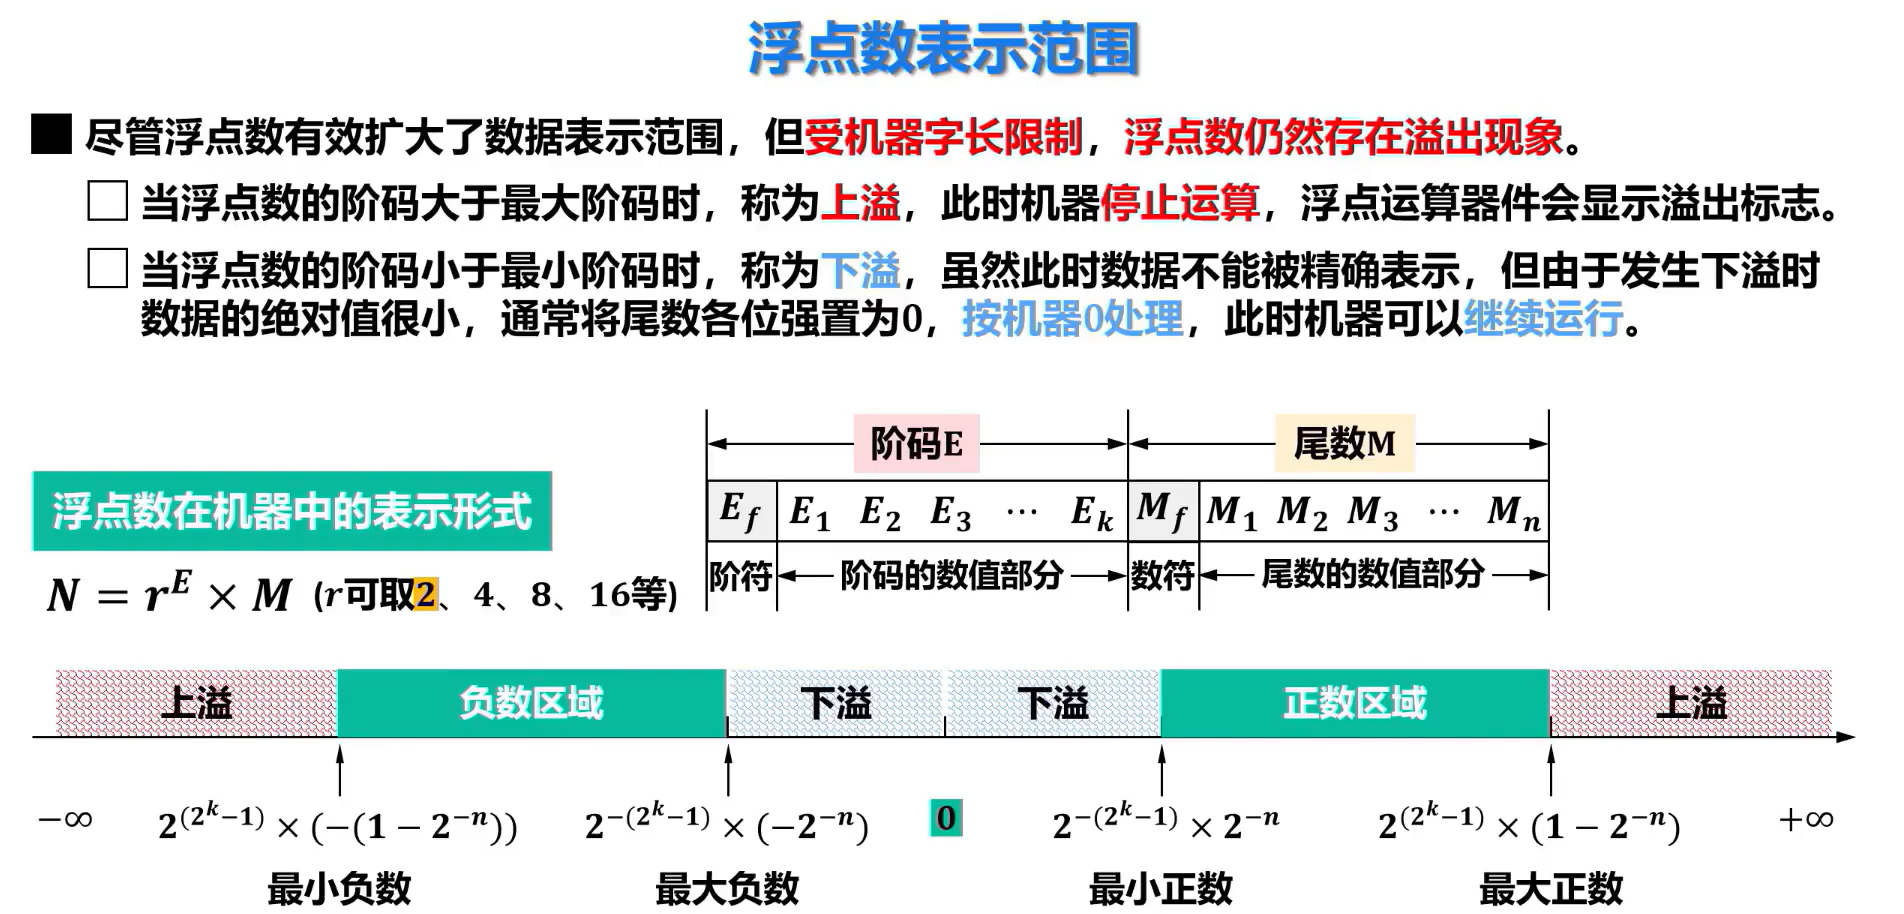 浮点数表示范围
尽管浮点数有效扩大了数据表示范围，但受机器字长限制，浮点数仍然存在溢出现象。
当浮点数的阶码大于最大阶码时，称为上溢，此时机器停止运算，浮点运算器件会显示溢出标志。
当浮点数的阶码小于最小阶码时，称为下溢，虽然此时数据不能被精确表示，但由于发生下溢时
数据的绝对值很小，通常将尾数各位强置为0，按机器0处理，此时机器可以继续运行。
阶码E 尾数M
浮点数在机器中的表示形式
E_f E_1 E_2 E_3 ⋯ E_k M_f M_1 M_2 M_3 ⋯ M_n
阶符 阶码的数值部分 数符 尾数的数值部分
N = r^E × M (r可取2、4、8、16等)
上溢 负数区域 下溢 下溢 正数区域 上溢
−∞ 2^(2^k−1) × (−(1 − 2^−n)) 2^−(2^k−1) × (−2^−n) 0 2^−(2^k−1) × 2^−n 2^(2^k−1) × (1 − 2^−n) +∞
最小负数 最大负数 最小正数 最大正数